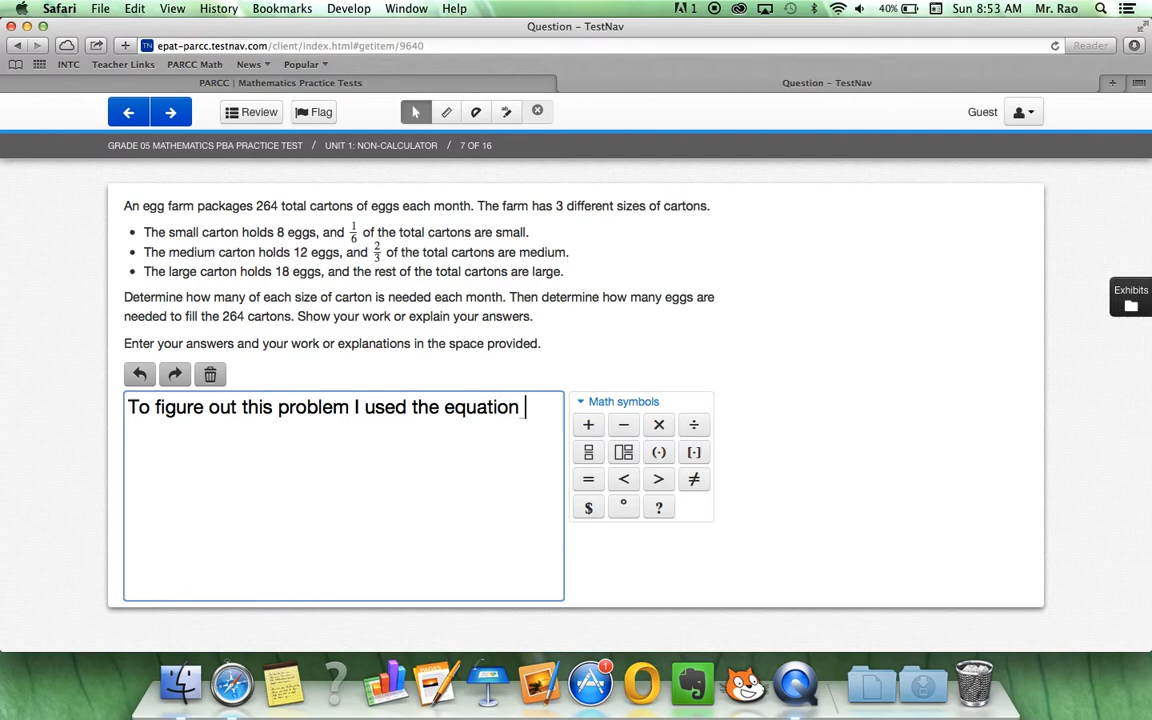 Safari File Edit View History Bookmarks Develop Window Help 1 40% Sun 8:53 AM Mr. Rao
Question - TestNav
TN epat-parcc.testnav.com/client/index.html#getitem/9640 Reader
INTC Teacher Links PARCC Math News Popular
PARCC | Mathematics Practice Tests Question - TestNav
Review Flag Guest
GRADE 05 MATHEMATICS PBA PRACTICE TEST / UNIT 1: NON-CALCULATOR / 7 OF 16
An egg farm packages 264 total cartons of eggs each month. The farm has 3 different sizes of cartons.
• The small carton holds 8 eggs, and 1/6 of the total cartons are small.
• The medium carton holds 12 eggs, and 2/3 of the total cartons are medium.
• The large carton holds 18 eggs, and the rest of the total cartons are large.
Exhibits
Determine how many of each size of carton is needed each month. Then determine how many eggs are
needed to fill the 264 cartons. Show your work or explain your answers.
Enter your answers and your work or explanations in the space provided.
To figure out this problem I used the equation
Math symbols
+ − × ÷
(·) [·]
= < > ≠
$ ° ?
1